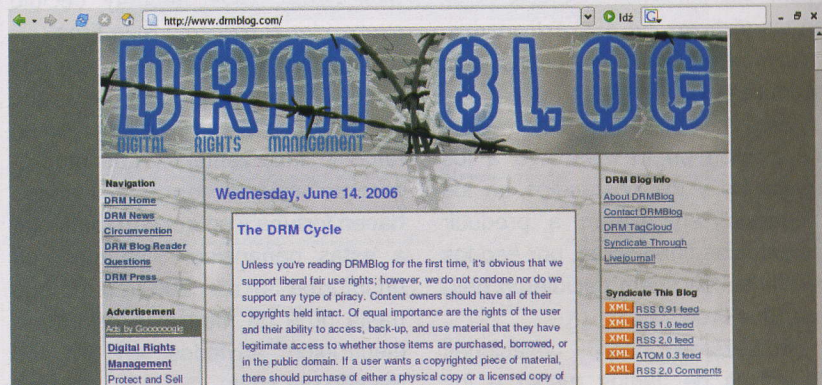 http://www.drmblog.com/
Idź
DRM BLOG
DIGITAL RIGHTS MANAGEMENT
Navigation
DRM Home
DRM News
Circumvention
DRM Blog Reader
Questions
DRM Press
Advertisement
Ads by Goooooogle
Digital Rights
Management
Protect and Sell
Wednesday, June 14. 2006
The DRM Cycle
Unless you're reading DRMBlog for the first time, it's obvious that we
support liberal fair use rights; however, we do not condone nor do we
support any type of piracy. Content owners should have all of their
copyrights held intact. Of equal importance are the rights of the user
and their ability to access, back-up, and use material that they have
legitimate access to whether those items are purchased, borrowed, or
in the public domain. If a user wants a copyrighted piece of material,
there should purchase of either a physical copy or a licensed copy of
DRM Blog Info
About DRMBlog
Contact DRMBlog
DRM TagCloud
Syndicate Through
Livejournal!
Syndicate This Blog
XML RSS 0.91 feed
XML RSS 1.0 feed
XML RSS 2.0 feed
XML ATOM 0.3 feed
XML RSS 2.0 Comments